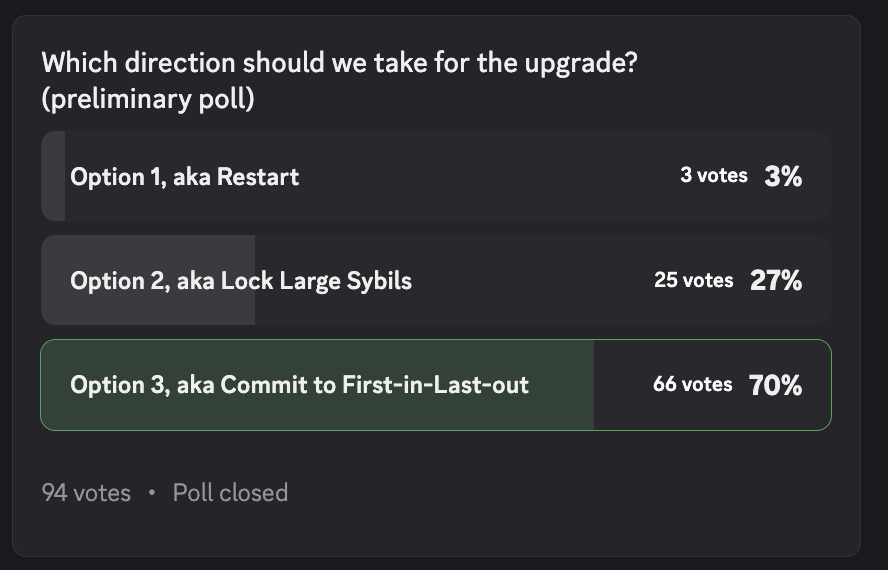 Which direction should we take for the upgrade?
(preliminary poll)
Option 1, aka Restart 3 votes 3%
Option 2, aka Lock Large Sybils 25 votes 27%
Option 3, aka Commit to First-in-Last-out 66 votes 70%
94 votes • Poll closed